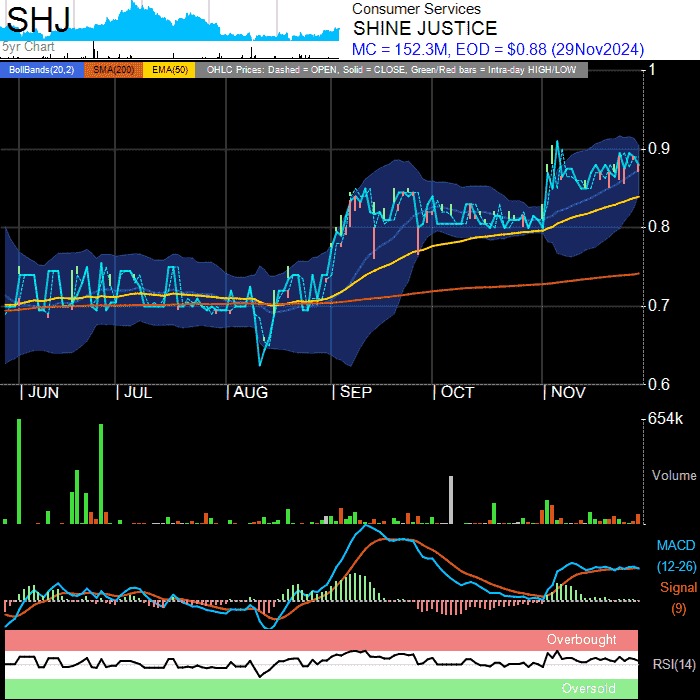 SHJ
5yr Chart
Consumer Services
SHINE JUSTICE
MC = 152.3M, EOD = $0.88 (29Nov2024)
BollBands(20,2) SMA(200) EMA(50) OHLC Prices: Dashed = OPEN, Solid = CLOSE, Green/Red bars = Intra-day HIGH/LOW
1
0.9
0.8
0.7
0.6
| JUN | JUL | AUG | SEP | OCT | NOV
654k
Volume
MACD
(12-26)
Signal
(9)
Overbought
RSI(14)
Oversold